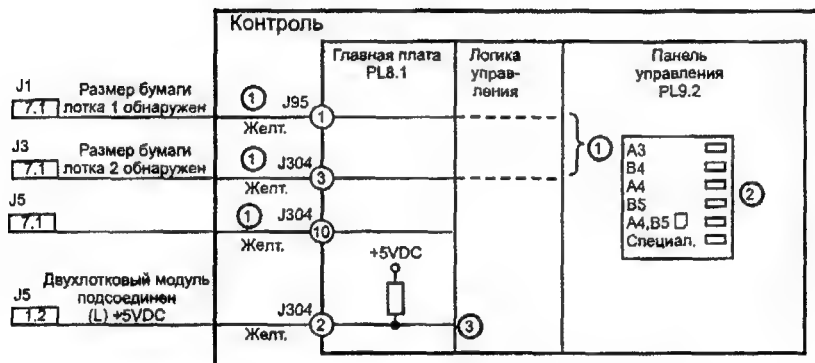 Контроль
Главная плата
PL8.1
Логика
управ-
ления
Панель
управления
PL9.2
J1
7.1
Размер бумаги
лотка 1 обнаружен
1
J95
1
Желт.
J3
7.1
Размер бумаги
лотка 2 обнаружен
1
J304
3
Желт.
J5
7.1
1
J304
10
Желт.
J5
1.2
Двухлотковый модуль
подсоединен
(L) +5VDC
J304
2
Желт.
+5VDC
3
1
A3
B4
A4
B5
A4,B5
Специал.
2